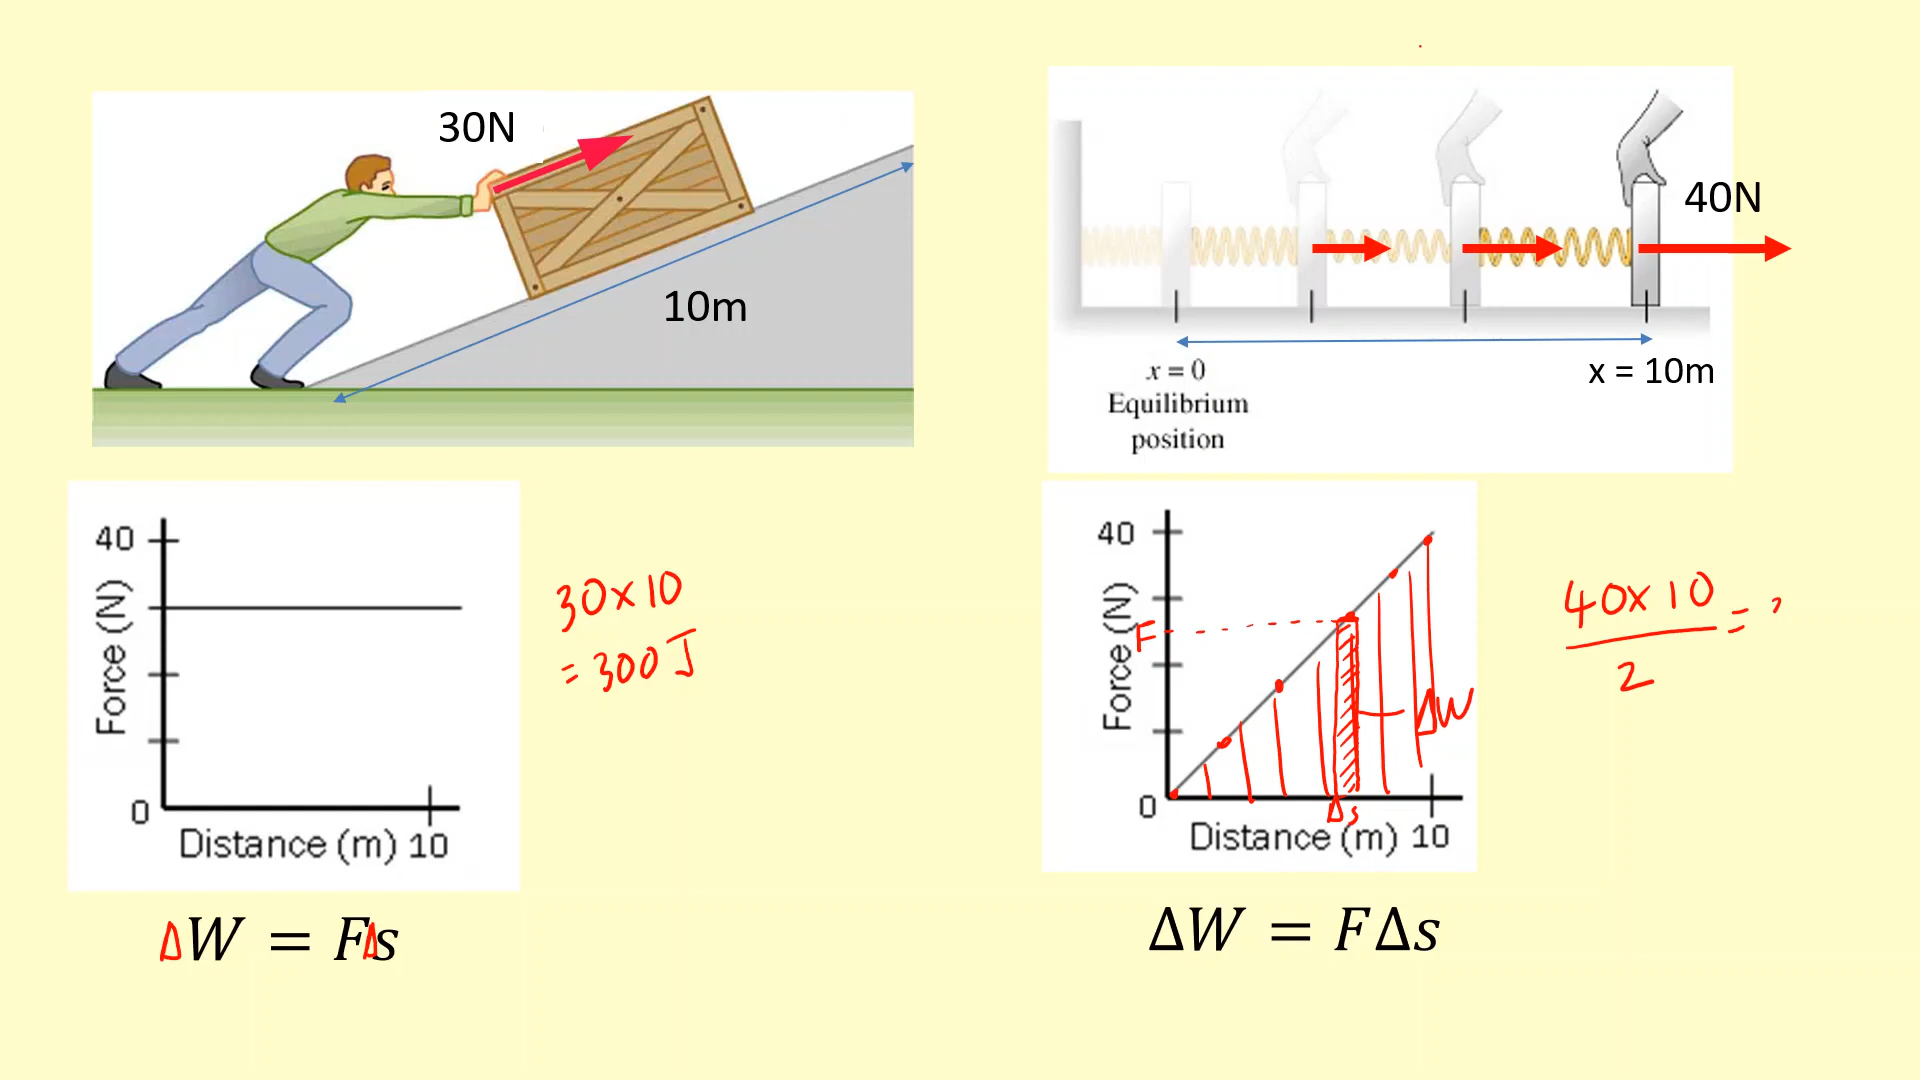 30N
10m
40N
x = 0
Equilibrium
position
x = 10m
40
Force (N)
0
Distance (m) 10
30 x 10
= 300 J
ΔW = FΔs
40
Force (N)
F
ΔW
0
Δs
Distance (m) 10
40 x 10
2
=
ΔW = FΔs